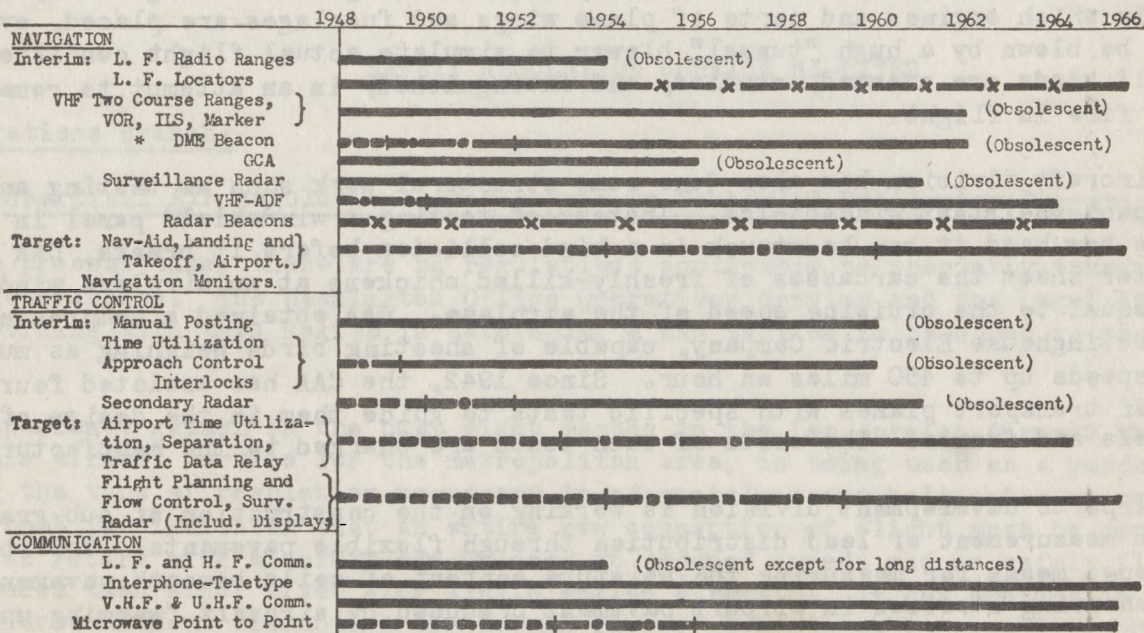 1948 1950 1952 1954 1956 1958 1960 1962 1964 1966
NAVIGATION
Interim: L. F. Radio Ranges (Obsolescent)
L. F. Locators
VHF Two Course Ranges,
VOR, ILS, Marker (Obsolescent)
* DME Beacon (Obsolescent)
GCA (Obsolescent)
Surveillance Radar (Obsolescent)
VHF-ADF
Radar Beacons
Target: Nav-Aid, Landing and
Takeoff, Airport.
Navigation Monitors
TRAFFIC CONTROL
Interim: Manual Posting (Obsolescent)
Time Utilization
Approach Control (Obsolescent)
Interlocks
Secondary Radar (Obsolescent)
Target: Airport Time Utiliza-
tion, Separation,
Traffic Data Relay
Flight Planning and
Flow Control Surv.
Radar (Includ. Displays)
COMMUNICATION
L. F. and H. F. Comm. (Obsolescent except for long distances)
Interphone-Teletype
V.H.F. & U.H.F. Comm.
Microwave Point to Point